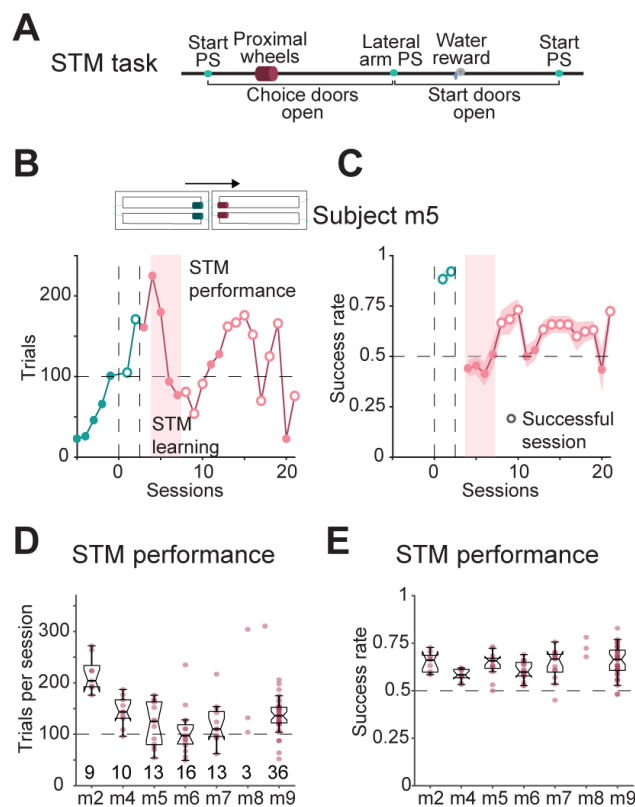 A
STM task
Start PS
Proximal wheels
Lateral arm PS
Water reward
Start PS
Choice doors open
Start doors open
B
C
Subject m5
STM performance
STM learning
Trials
200
100
0
0
10
20
Sessions
Success rate
1
0.75
0.5
0.25
0
Successful session
0
10
20
Sessions
D
STM performance
Trials per session
300
200
100
0
9
10
13
16
13
3
36
m2
m4
m5
m6
m7
m8
m9
E
STM performance
Success rate
1
0.75
0.5
0.25
0
m2
m4
m5
m6
m7
m8
m9